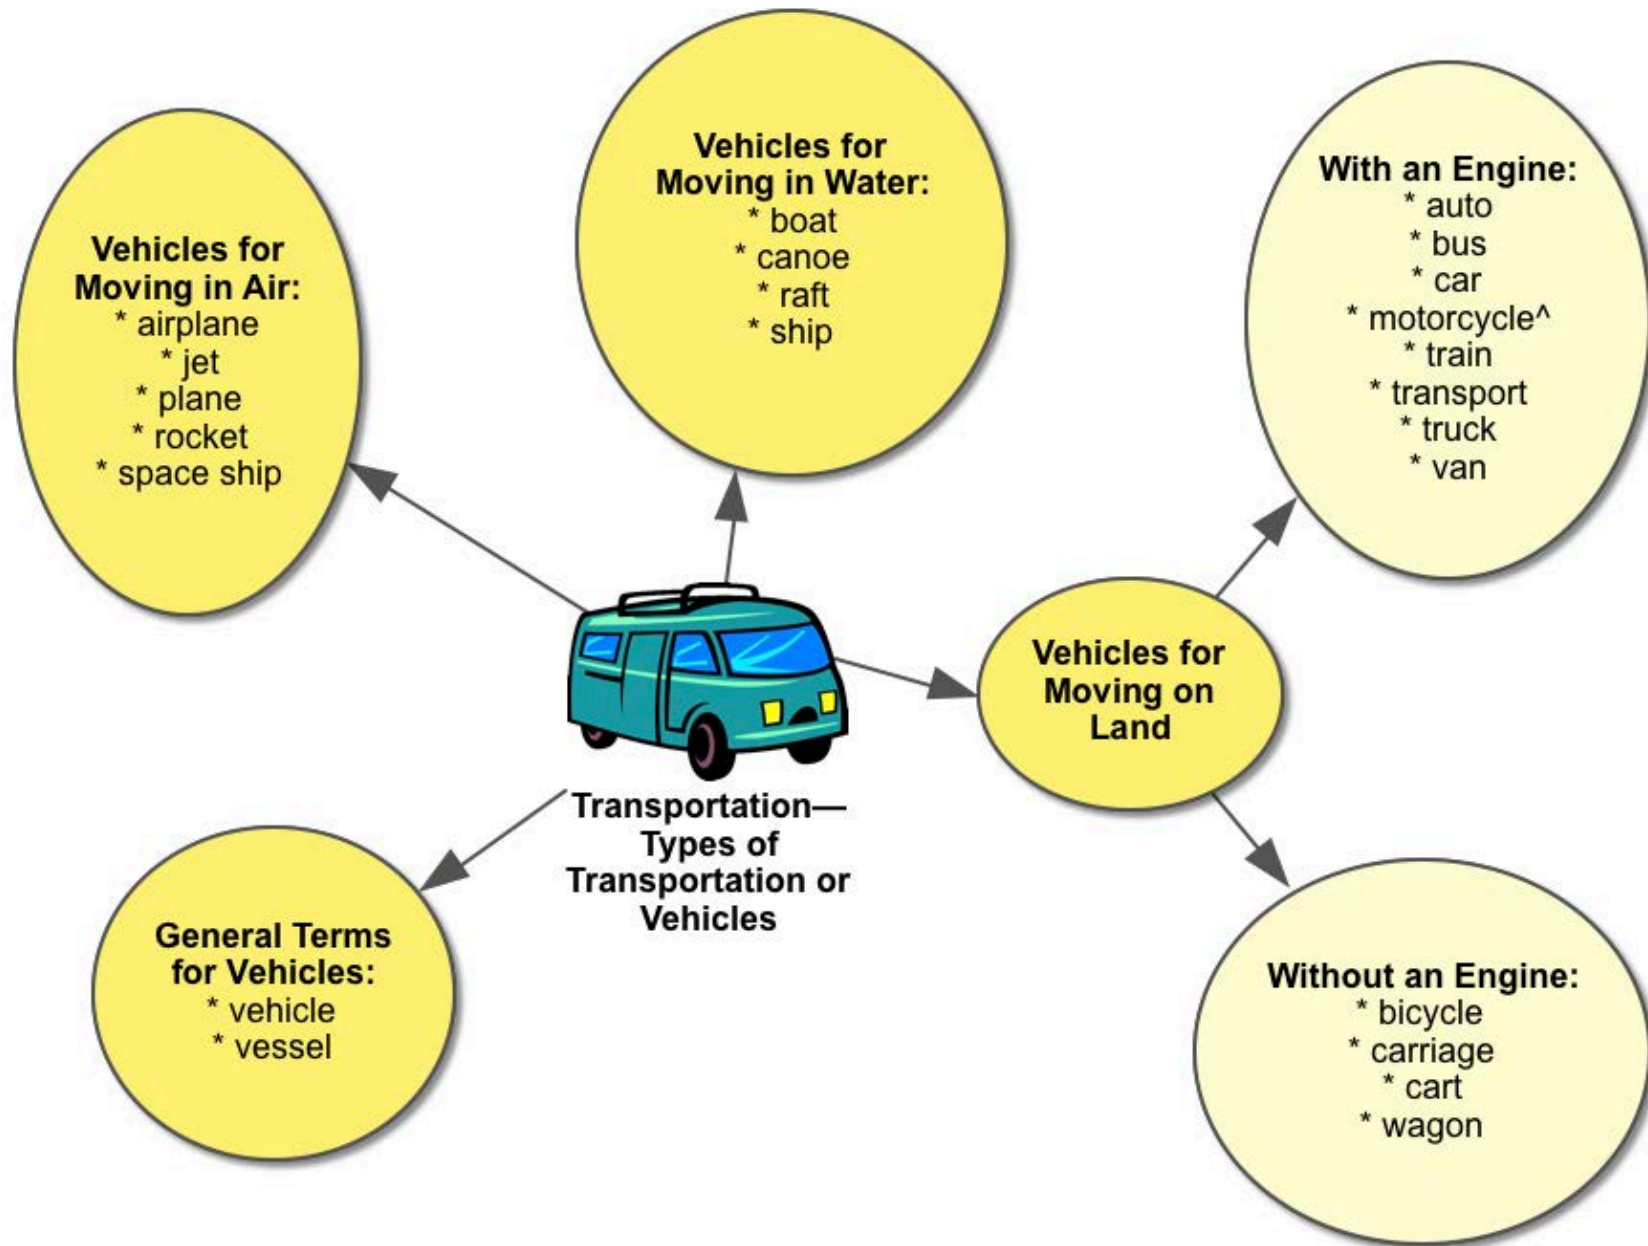 Vehicles for
Moving in Air:
* airplane
* jet
* plane
* rocket
* space ship
Vehicles for
Moving in Water:
* boat
* canoe
* raft
* ship
With an Engine:
* auto
* bus
* car
* motorcycle^
* train
* transport
* truck
* van
Vehicles for
Moving on
Land
Transportation—
Types of
Transportation or
Vehicles
General Terms
for Vehicles:
* vehicle
* vessel
Without an Engine:
* bicycle
* carriage
* cart
* wagon